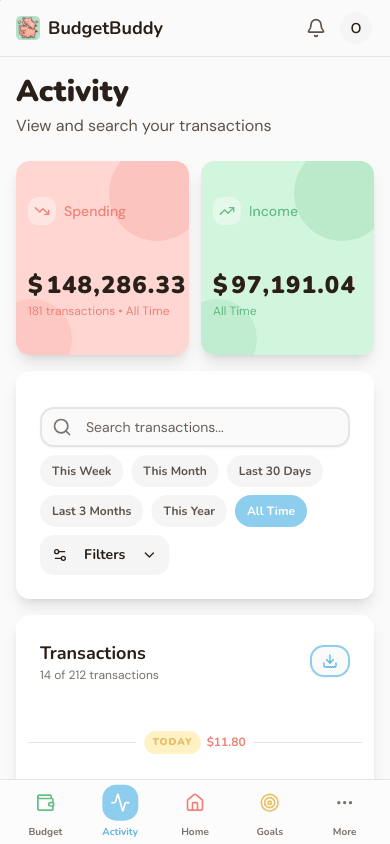 BudgetBuddy
O
Activity
View and search your transactions
Spending
$148,286.33
181 transactions • All Time
Income
$97,191.04
All Time
Search transactions...
This Week
This Month
Last 30 Days
Last 3 Months
This Year
All Time
Filters
Transactions
14 of 212 transactions
TODAY $11.80
Budget
Activity
Home
Goals
More